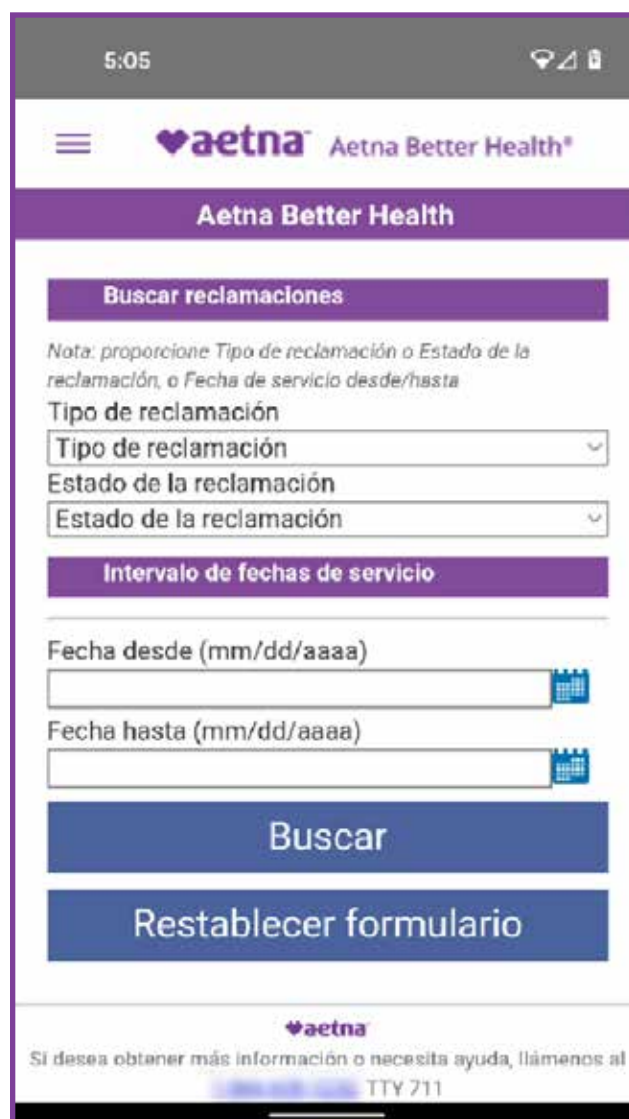 5:05
aetna Aetna Better Health®
Aetna Better Health
Buscar reclamaciones
Nota: proporcione Tipo de reclamación o Estado de la
reclamación, o Fecha de servicio desde/hasta
Tipo de reclamación
Tipo de reclamación
Estado de la reclamación
Estado de la reclamación
Intervalo de fechas de servicio
Fecha desde (mm/dd/aaaa)
Fecha hasta (mm/dd/aaaa)
Buscar
Restablecer formulario
aetna
Si desea obtener más información o necesita ayuda, llámenos al
TTY 711